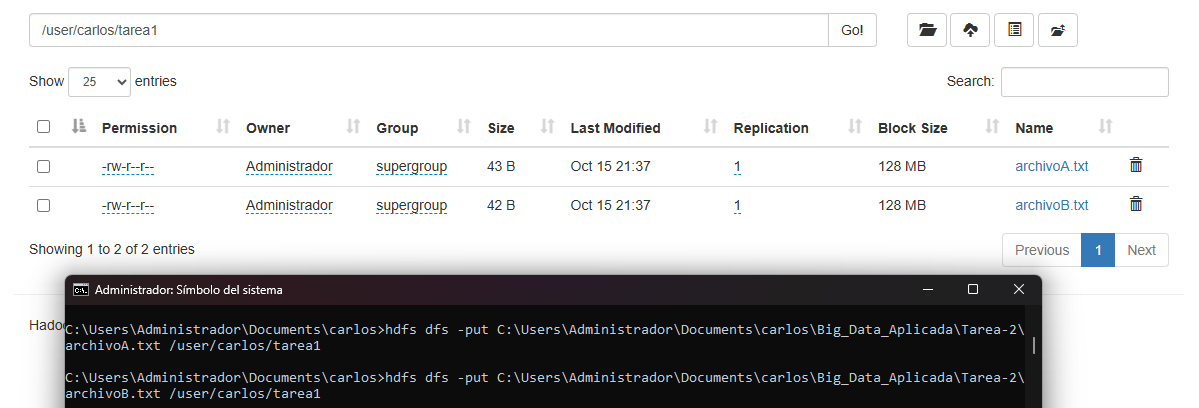 /user/carlos/tarea1 Go!
Show 25 entries Search:
Permission Owner Group Size Last Modified Replication Block Size Name
-rw-r--r-- Administrador supergroup 43 B Oct 15 21:37 1 128 MB archivoA.txt
-rw-r--r-- Administrador supergroup 42 B Oct 15 21:37 1 128 MB archivoB.txt
Showing 1 to 2 of 2 entries Previous 1 Next
Administrador: Símbolo del sistema
C:\Users\Administrador\Documents\carlos>hdfs dfs -put C:\Users\Administrador\Documents\carlos\Big_Data_Aplicada\Tarea-2\
archivoA.txt /user/carlos/tarea1
C:\Users\Administrador\Documents\carlos>hdfs dfs -put C:\Users\Administrador\Documents\carlos\Big_Data_Aplicada\Tarea-2\
archivoB.txt /user/carlos/tarea1